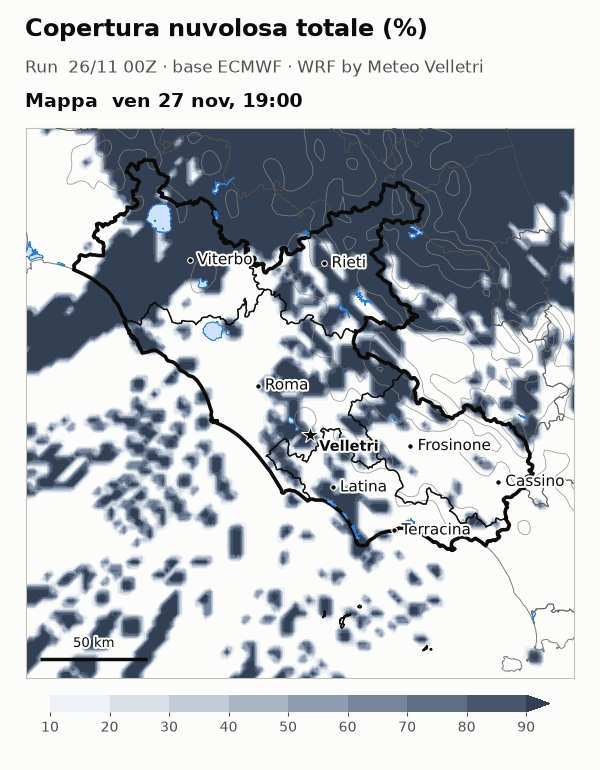 Copertura nuvolosa totale (%)
Run 26/11 00Z · base ECMWF · WRF by Meteo Velletri
Mappa ven 27 nov, 19:00
Viterbo
Rieti
Roma
Velletri
Frosinone
Cassino
Latina
Terracina
50 km
10 20 30 40 50 60 70 80 90